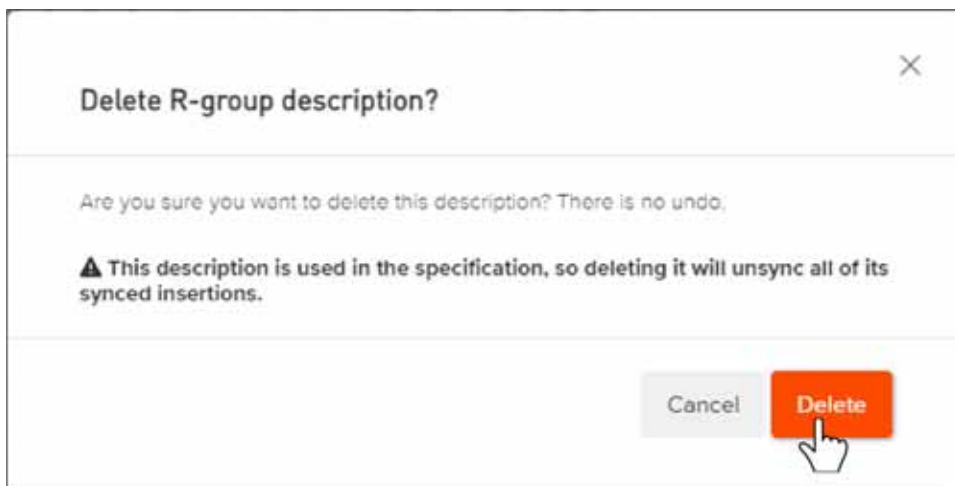 Delete R-group description?
Are you sure you want to delete this description? There is no undo.
This description is used in the specification, so deleting it will unsync all of its
synced insertions.
Cancel
Delete